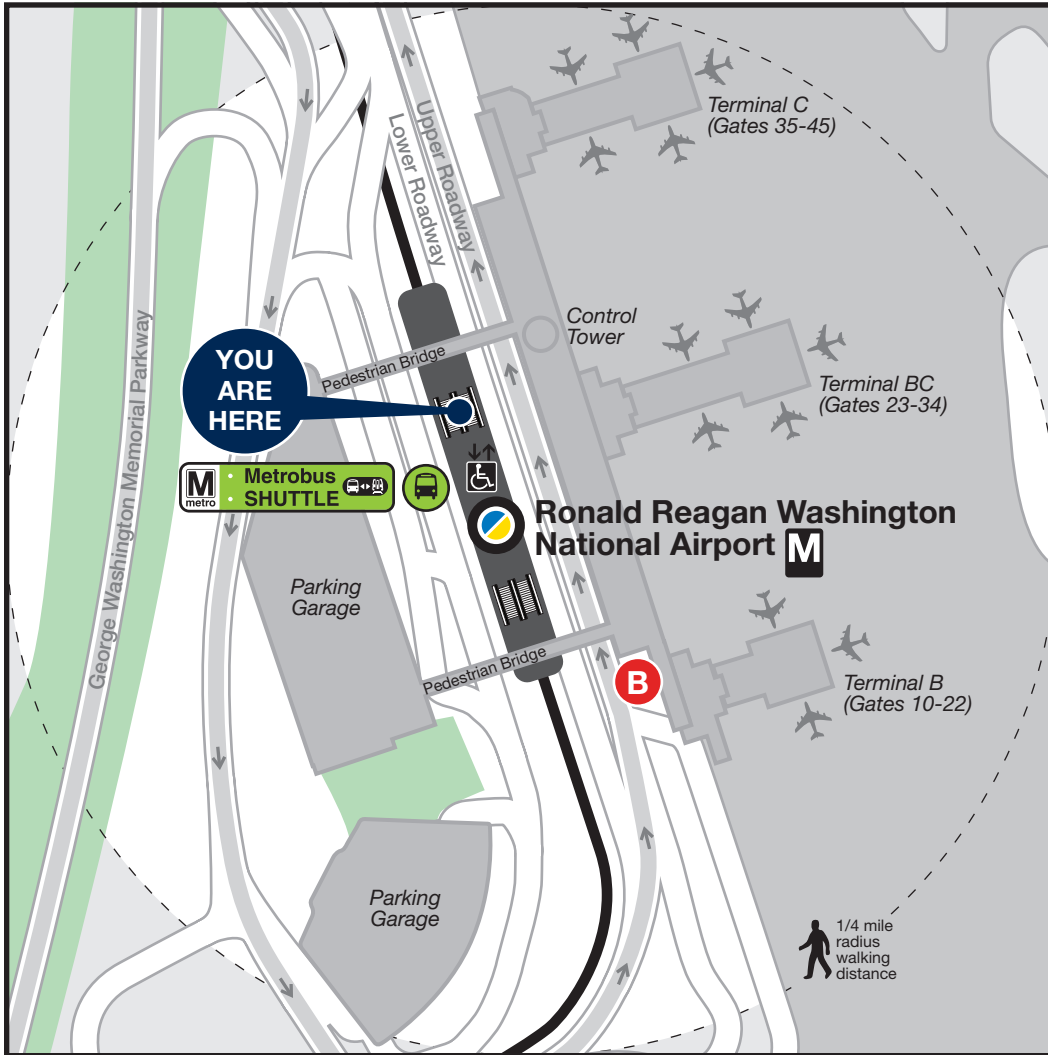 Terminal C
(Gates 35-45)
Upper Roadway
Lower Roadway
George Washington Memorial Parkway
Control
Tower
YOU
ARE
HERE
Pedestrian Bridge
Terminal BC
(Gates 23-34)
M
metro
· Metrobus
· SHUTTLE
Ronald Reagan Washington
National Airport M
Parking
Garage
Pedestrian Bridge
B
Terminal B
(Gates 10-22)
Parking
Garage
1/4 mile
radius
walking
distance